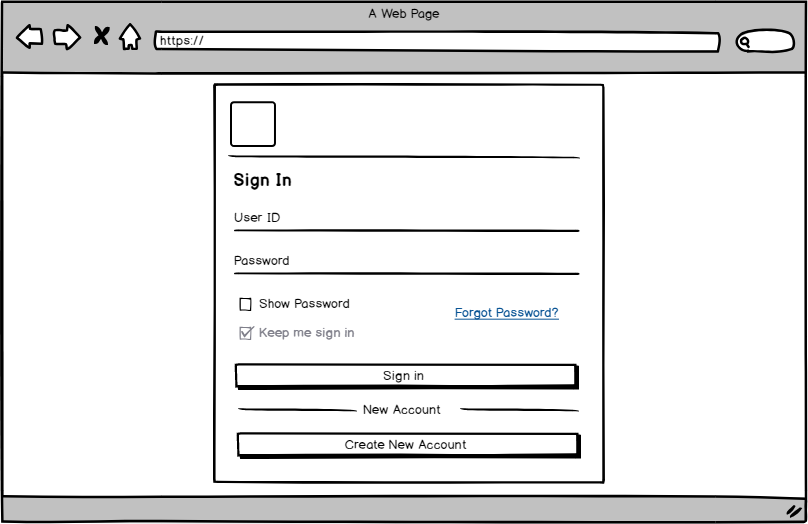 A Web Page
https://
Sign In
User ID
Password
Show Password
Forgot Password?
Keep me sign in
Sign in
New Account
Create New Account